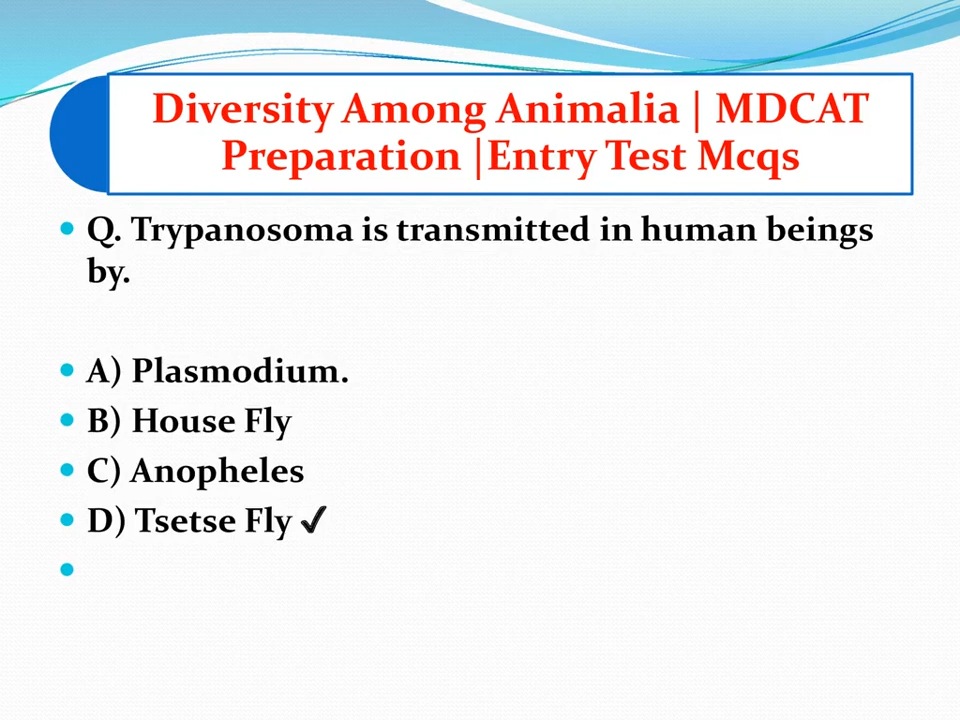 Diversity Among Animalia | MDCAT
Preparation |Entry Test Mcqs
• Q. Trypanosoma is transmitted in human beings
by.
• A) Plasmodium.
• B) House Fly
• C) Anopheles
• D) Tsetse Fly ✓
•